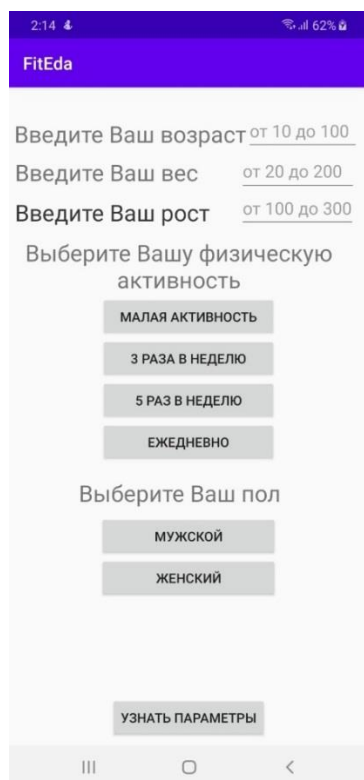 2:14 62%
FitEda
Введите Ваш возраст от 10 до 100
Введите Ваш вес от 20 до 200
Введите Ваш рост от 100 до 300
Выберите Вашу физическую
активность
МАЛАЯ АКТИВНОСТЬ
3 РАЗА В НЕДЕЛЮ
5 РАЗ В НЕДЕЛЮ
ЕЖЕДНЕВНО
Выберите Ваш пол
МУЖСКОЙ
ЖЕНСКИЙ
УЗНАТЬ ПАРАМЕТРЫ